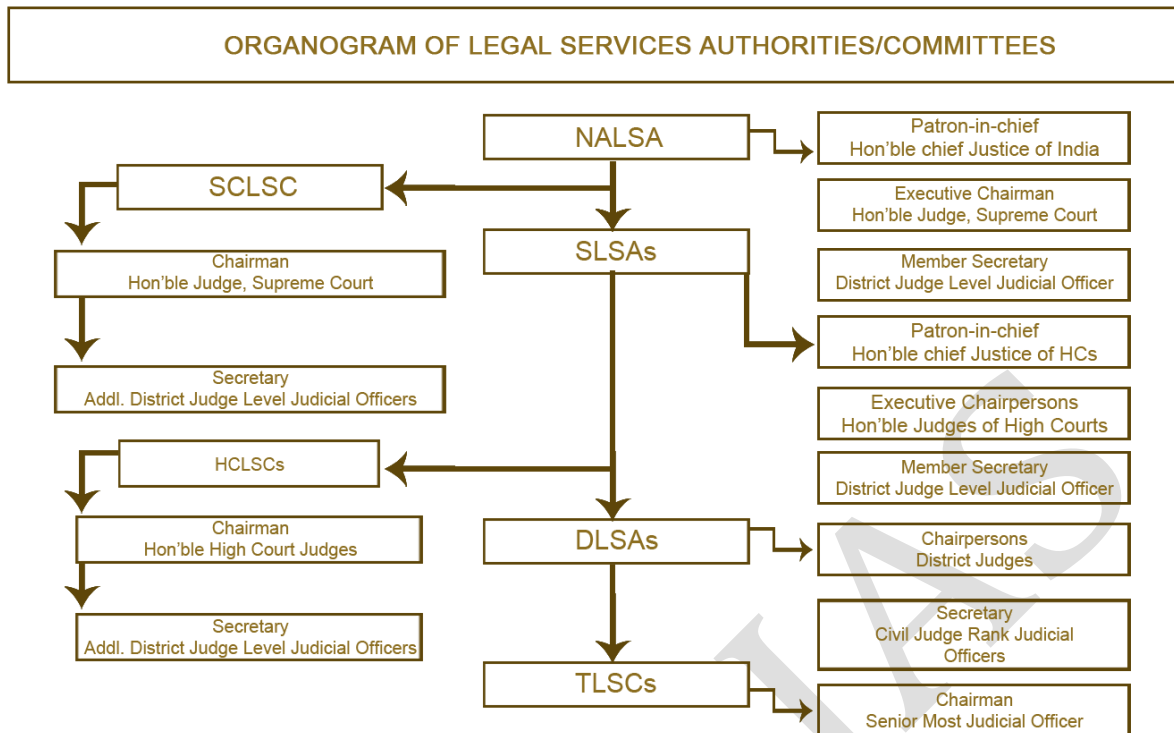 ORGANOGRAM OF LEGAL SERVICES AUTHORITIES/COMMITTEES
NALSA
Patron-in-chief
Hon'ble chief Justice of India
SCLSC
Executive Chairman
Hon'ble Judge, Supreme Court
SLSAs
Chairman
Hon'ble Judge, Supreme Court
Member Secretary
District Judge Level Judicial Officer
Patron-in-chief
Hon'ble chief Justice of HCs
Secretary
Addl. District Judge Level Judicial Officers
Executive Chairpersons
Hon'ble Judges of High Courts
HCLSCs
Member Secretary
District Judge Level Judicial Officer
Chairman
Hon'ble High Court Judges
DLSAs
Chairpersons
District Judges
Secretary
Addl. District Judge Level Judicial Officers
Secretary
Civil Judge Rank Judicial
Officers
TLSCs
Chairman
Senior Most Judicial Officer
IAS